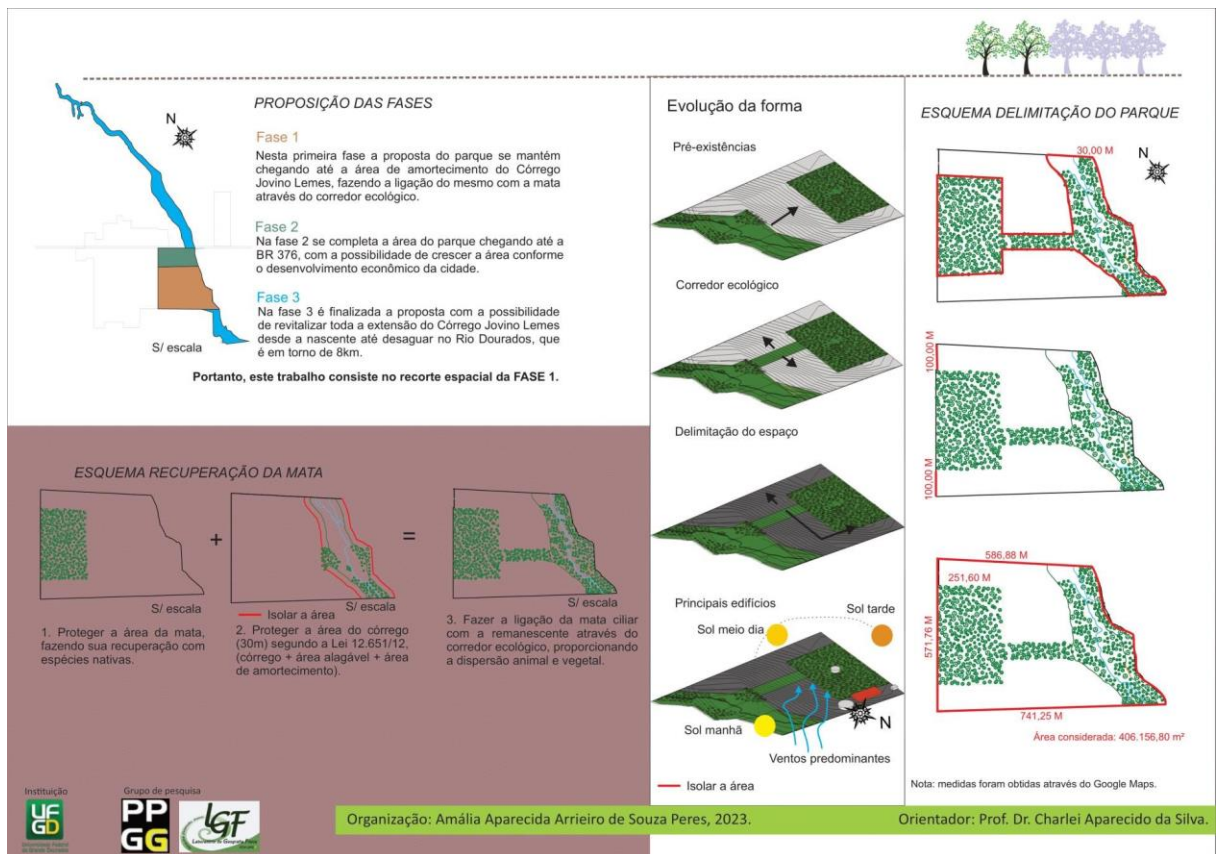 PROPOSIÇÃO DAS FASES
N
Fase 1
Nesta primeira fase a proposta do parque se mantém
chegando até a área de amortecimento do Córrego
Jovino Lemes, fazendo a ligação do mesmo com a mata
através do corredor ecológico.
Fase 2
Na fase 2 se completa a área do parque chegando até a
BR 376, com a possibilidade de crescer a área conforme
o desenvolvimento econômico da cidade.
Fase 3
Na fase 3 é finalizada a proposta com a possibilidade
de revitalizar toda a extensão do Córrego Jovino Lemes
desde a nascente até desaguar no Rio Dourados, que
é em torno de 8km.
S/ escala
Portanto, este trabalho consiste no recorte espacial da FASE 1.
ESQUEMA RECUPERAÇÃO DA MATA
+
=
S/ escala
S/ escala
S/ escala
Isolar a área
1. Proteger a área da mata,
fazendo sua recuperação com
espécies nativas.
2. Proteger a área do córrego
(30m) segundo a Lei 12.651/12,
(córrego + área alagável + área
de amortecimento).
3. Fazer a ligação da mata ciliar
com a remanescente através do
corredor ecológico, proporcionando
a dispersão animal e vegetal.
Evolução da forma
Pré-existências
Corredor ecológico
Delimitação do espaço
Principais edifícios
Sol tarde
Sol meio dia
Sol manhã
N
Ventos predominantes
Isolar a área
ESQUEMA DELIMITAÇÃO DO PARQUE
30,00 M
N
100,00 M
100,00 M
586,88 M
251,60 M
571,76 M
741,25 M
Área considerada: 406.156,80 m²
Nota: medidas foram obtidas através do Google Maps.
Instituição
UF
GD
Grupo de pesquisa
PP
GG
LGF
Laboratório de Geografia Física
Organização: Amália Aparecida Arrieiro de Souza Peres, 2023.
Orientador: Prof. Dr. Charlei Aparecido da Silva.